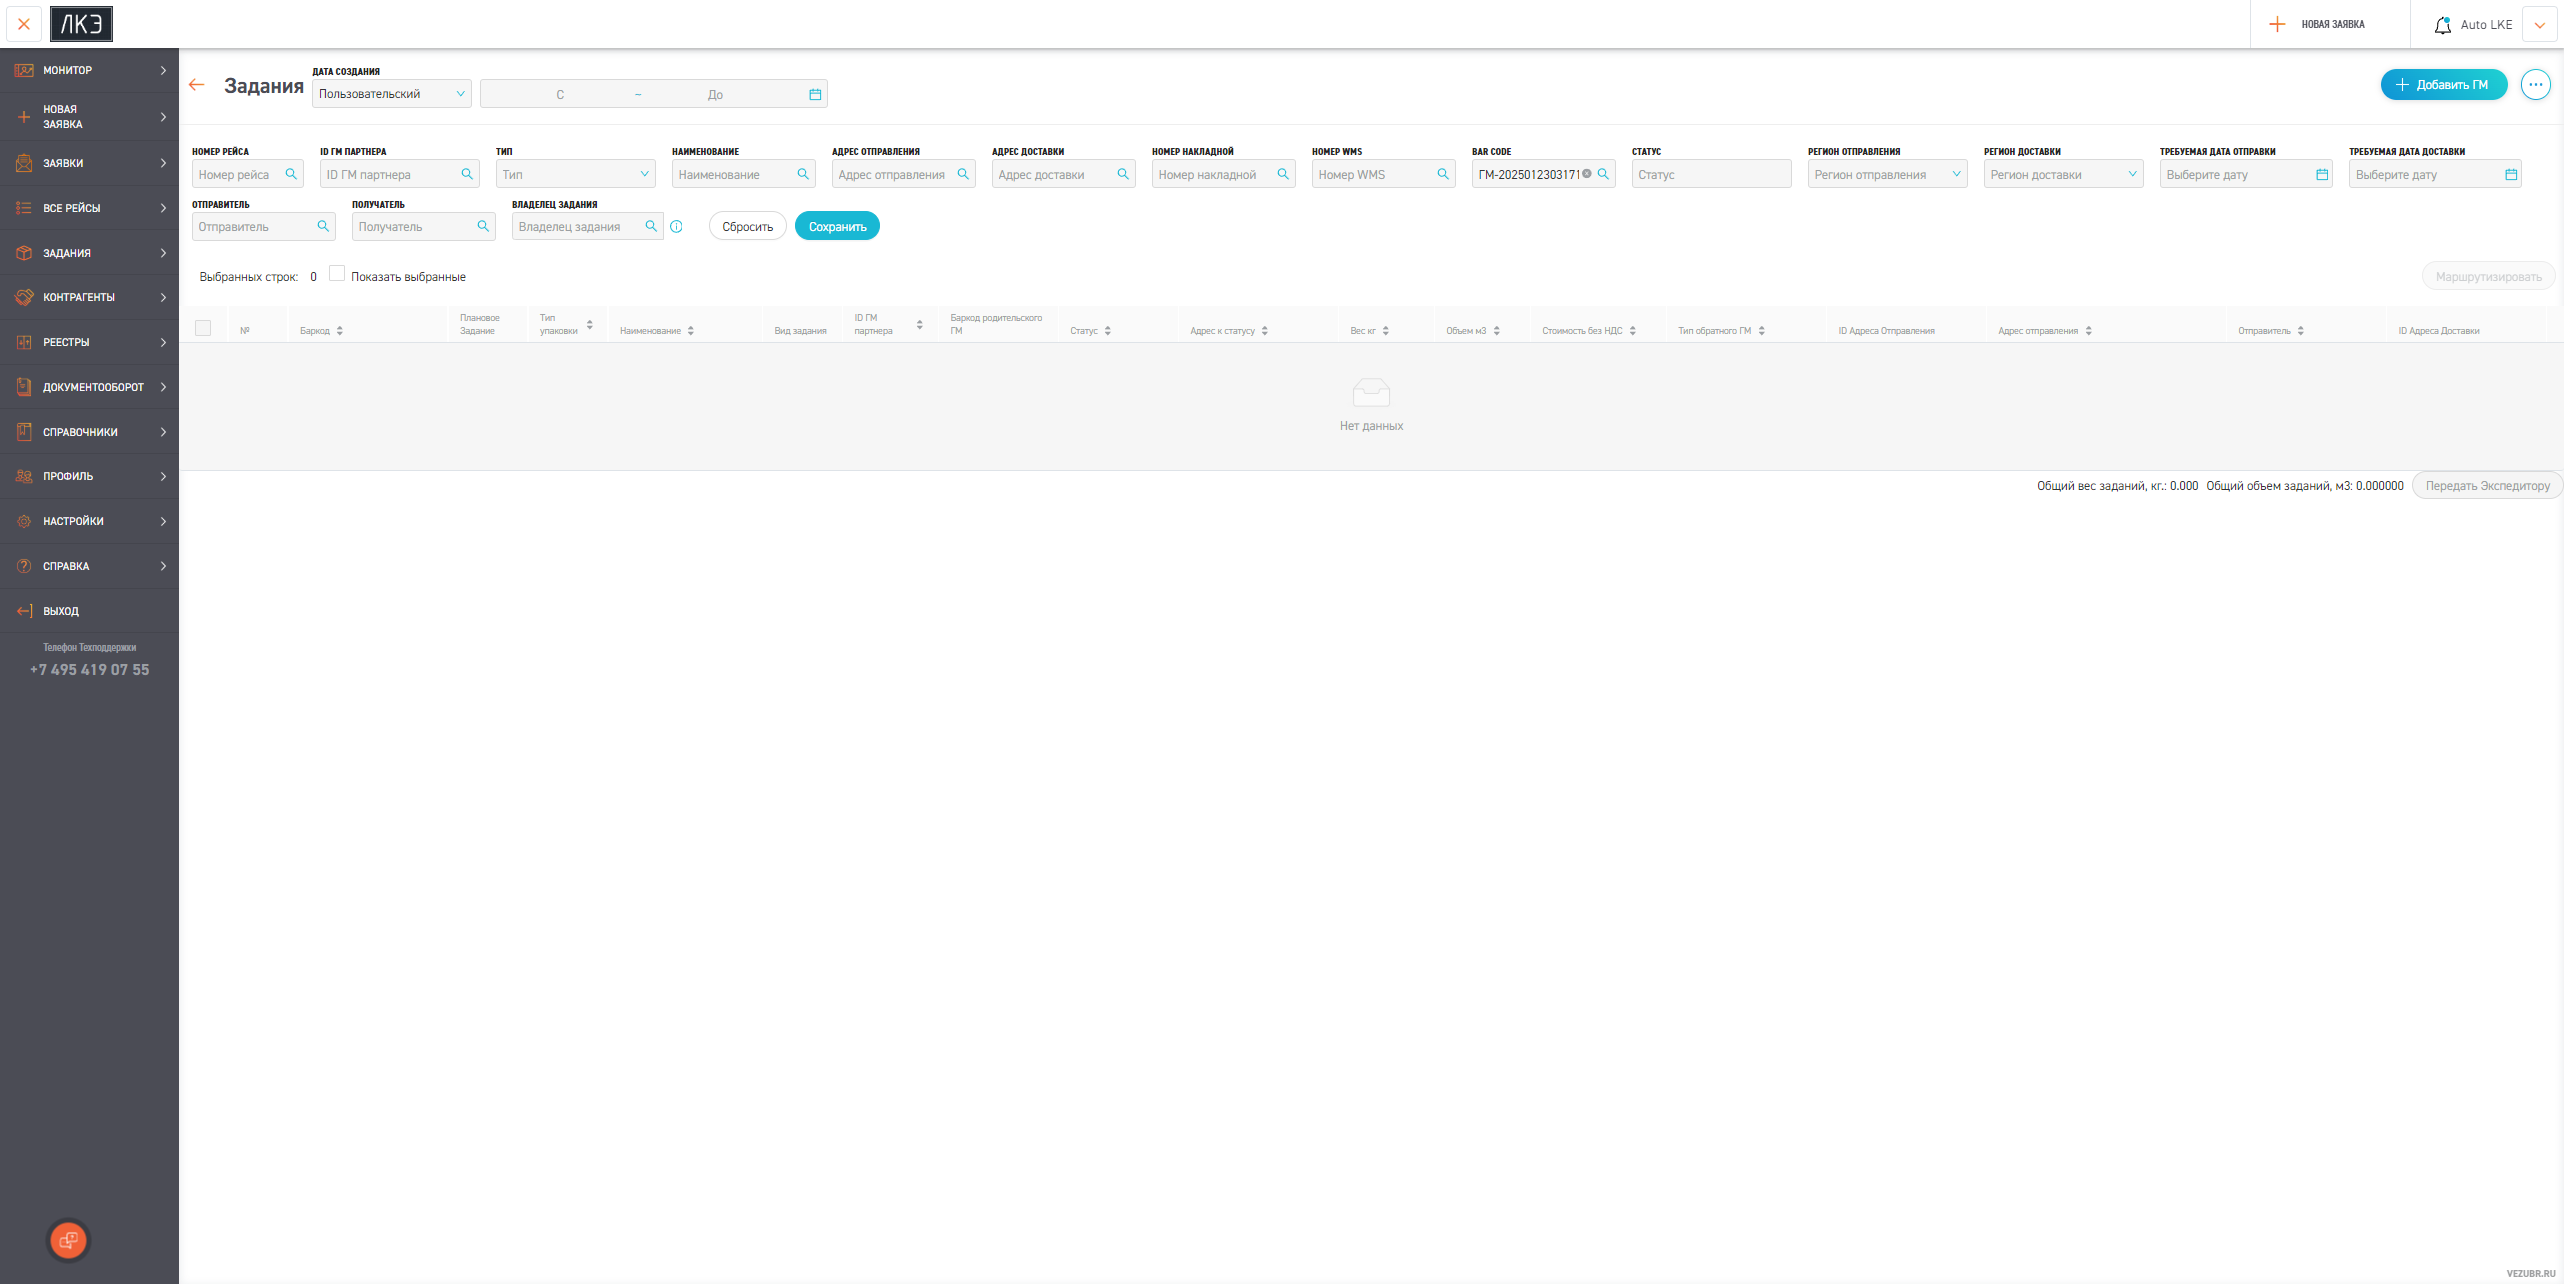 ЛКЭ
НОВАЯ ЗАЯВКА
Auto LKE
МОНИТОР
НОВАЯ
ЗАЯВКА
ЗАЯВКИ
ВСЕ РЕЙСЫ
ЗАДАНИЯ
КОНТРАГЕНТЫ
РЕЕСТРЫ
ДОКУМЕНТООБОРОТ
СПРАВОЧНИКИ
ПРОФИЛЬ
НАСТРОЙКИ
СПРАВКА
ВЫХОД
Телефон Техподдержки
+7 495 419 07 55
Задания
ДАТА СОЗДАНИЯ
Пользовательский
С ~ До
Добавить ГМ
НОМЕР РЕЙСА ID ГМ ПАРТНЕРА ТИП НАИМЕНОВАНИЕ АДРЕС ОТПРАВЛЕНИЯ АДРЕС ДОСТАВКИ НОМЕР НАКЛАДНОЙ НОМЕР WMS BAR CODE СТАТУС РЕГИОН ОТПРАВЛЕНИЯ РЕГИОН ДОСТАВКИ ТРЕБУЕМАЯ ДАТА ОТПРАВКИ ТРЕБУЕМАЯ ДАТА ДОСТАВКИ
Номер рейса ID ГМ партнера Тип Наименование Адрес отправления Адрес доставки Номер накладной Номер WMS ГМ-2025012303171 Статус Регион отправления Регион доставки Выберите дату Выберите дату
ОТПРАВИТЕЛЬ ПОЛУЧАТЕЛЬ ВЛАДЕЛЕЦ ЗАДАНИЯ
Отправитель Получатель Владелец задания Сбросить Сохранить
Выбранных строк: 0 Показать выбранные Маршрутизировать
№ Баркод Плановое Задание Тип упаковки Наименование Вид задания ID ГМ партнера Баркод родительского ГМ Статус Адрес к статусу Вес кг Объем м3 Стоимость без НДС Тип обратного ГМ ID Адреса Отправления Адрес отправления Отправитель ID Адреса Доставки
Нет данных
Общий вес заданий, кг.: 0.000 Общий объем заданий, м3: 0.000000 Передать Экспедитору
VEZUBR.RU